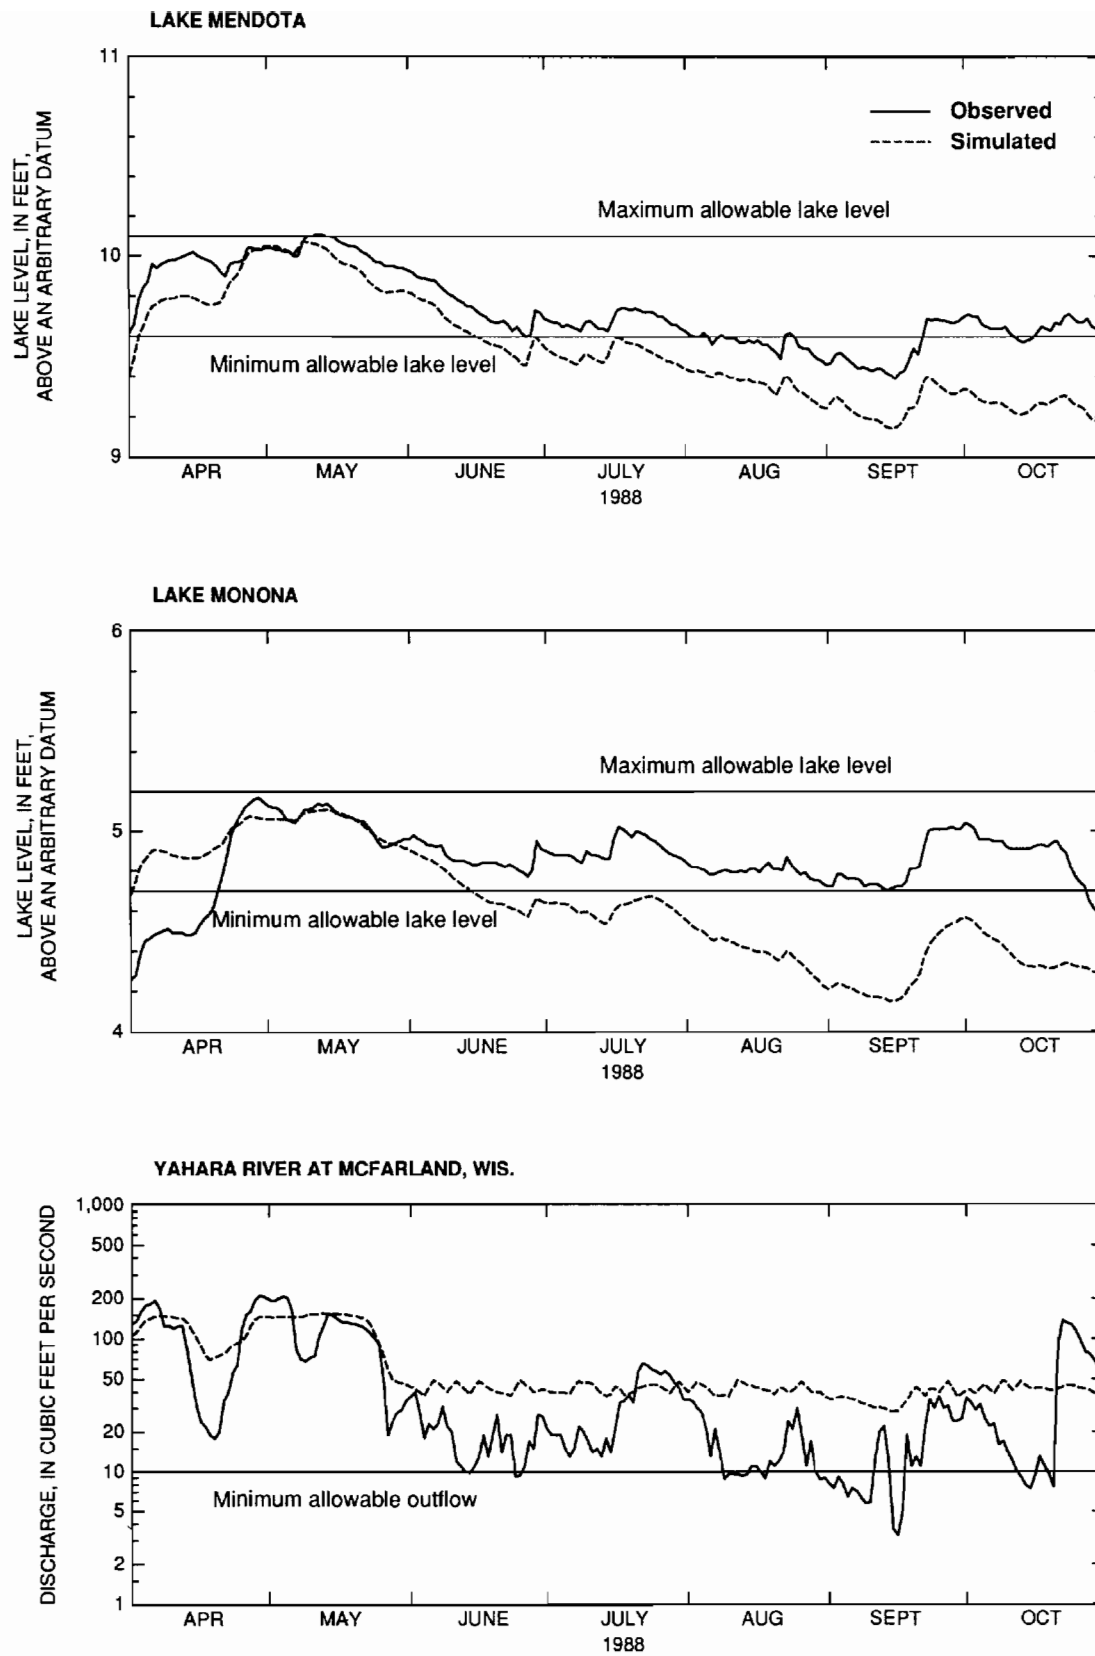 LAKE MENDOTA
LAKE LEVEL, IN FEET,
ABOVE AN ARBITRARY DATUM
11
10
9
Observed
Simulated
Maximum allowable lake level
Minimum allowable lake level
APR MAY JUNE JULY AUG SEPT OCT
1988
LAKE MONONA
LAKE LEVEL, IN FEET,
ABOVE AN ARBITRARY DATUM
6
5
4
Maximum allowable lake level
Minimum allowable lake level
APR MAY JUNE JULY AUG SEPT OCT
1988
YAHARA RIVER AT MCFARLAND, WIS.
DISCHARGE, IN CUBIC FEET PER SECOND
1,000
500
200
100
50
20
10
5
2
1
Minimum allowable outflow
APR MAY JUNE JULY AUG SEPT OCT
1988